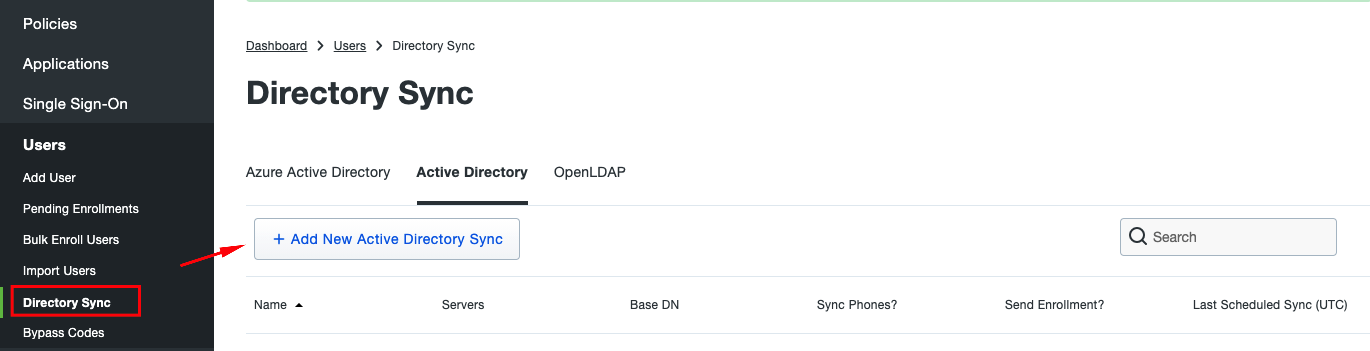 Policies
Applications
Single Sign-On
Users
Add User
Pending Enrollments
Bulk Enroll Users
Import Users
Directory Sync
Bypass Codes
Dashboard > Users > Directory Sync
Directory Sync
Azure Active Directory Active Directory OpenLDAP
+ Add New Active Directory Sync
Search
Name Servers Base DN Sync Phones? Send Enrollment? Last Scheduled Sync (UTC)